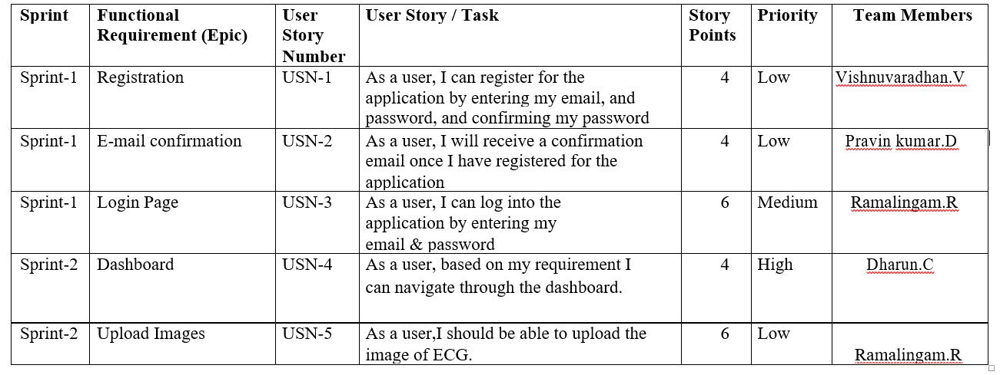 Sprint Functional Requirement (Epic) User Story Number User Story / Task Story Points Priority Team Members
Sprint-1 Registration USN-1 As a user, I can register for the
application by entering my email, and
password, and confirming my password 4 Low Vishnuvaradhan.V
Sprint-1 E-mail confirmation USN-2 As a user, I will receive a confirmation
email once I have registered for the
application 4 Low Pravin kumar.D
Sprint-1 Login Page USN-3 As a user, I can log into the
application by entering my
email & password 6 Medium Ramalingam.R
Sprint-2 Dashboard USN-4 As a user, based on my requirement I
can navigate through the dashboard. 4 High Dharun.C
Sprint-2 Upload Images USN-5 As a user,I should be able to upload the
image of ECG. 6 Low Ramalingam.R